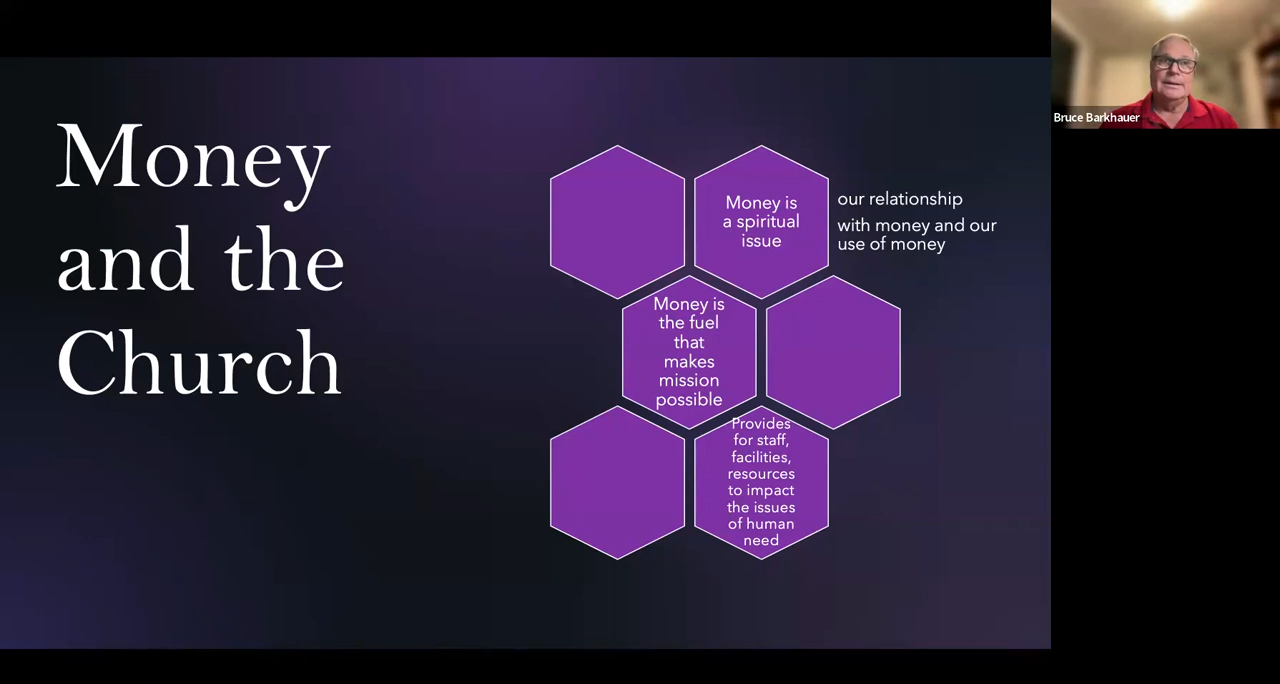 Money
and the
Church
Money is
a spiritual
issue
our relationship
with money and our
use of money
Money is
the fuel
that
makes
mission
possible
Provides
for staff,
facilities,
resources
to impact
the issues
of human
need
Bruce Barkhauer